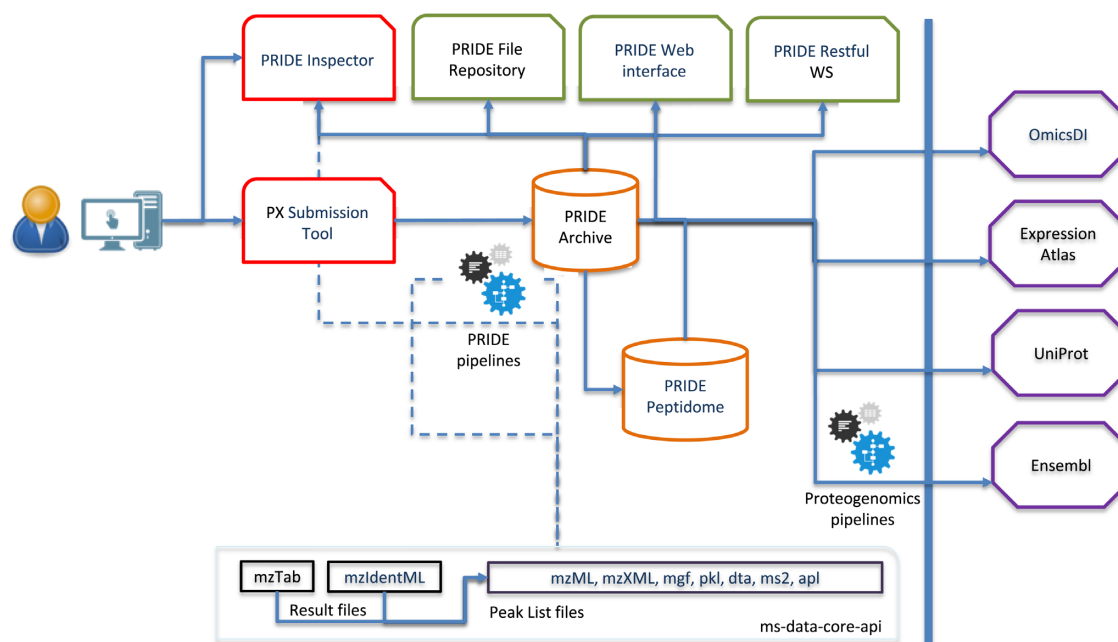 PRIDE Inspector
PRIDE File
Repository
PRIDE Web
interface
PRIDE Restful
WS
OmicsDI
PX Submission
Tool
PRIDE
Archive
Expression
Atlas
PRIDE
pipelines
UniProt
PRIDE
Peptidome
Ensembl
Proteogenomics
pipelines
mzTab
mzIdentML
mzML, mzXML, mgf, pkl, dta, ms2, apl
Result files
Peak List files
ms-data-core-api